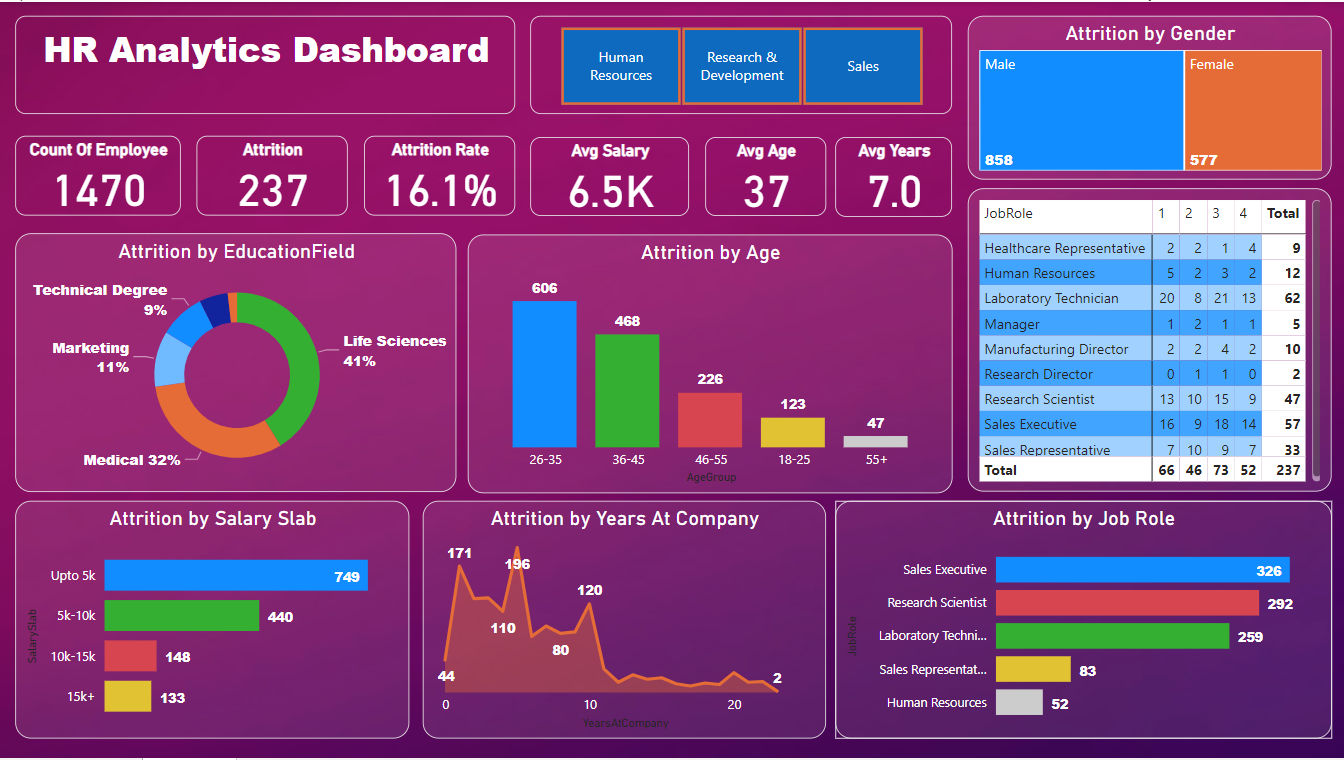 HR Analytics Dashboard
Human
Resources
Research &
Development
Sales
Attrition by Gender
Male
Female
858
577
Count Of Employee
1470
Attrition
237
Attrition Rate
16.1%
Avg Salary
6.5K
Avg Age
37
Avg Years
7.0
JobRole 1 2 3 4 Total
Healthcare Representative 2 2 1 4 9
Human Resources 5 2 3 2 12
Laboratory Technician 20 8 21 13 62
Manager 1 2 1 1 5
Manufacturing Director 2 2 4 2 10
Research Director 0 1 1 0 2
Research Scientist 13 10 15 9 47
Sales Executive 16 9 18 14 57
Sales Representative 7 10 9 7 33
Total 66 46 73 52 237
Attrition by EducationField
Technical Degree
9%
Marketing
11%
Life Sciences
41%
Medical 32%
Attrition by Age
606
468
226
123
47
26-35 36-45 46-55 18-25 55+
AgeGroup
Attrition by Salary Slab
SalarySlab
Upto 5k 749
5k-10k 440
10k-15k 148
15k+ 133
Attrition by Years At Company
171
196
120
110
80
44
2
0 10 20
YearsAtCompany
Attrition by Job Role
JobRole
Sales Executive 326
Research Scientist 292
Laboratory Techni... 259
Sales Representat... 83
Human Resources 52